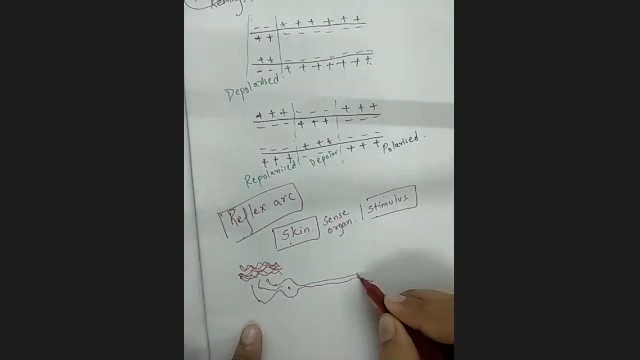 - - + + + + + +
+ + - - - - - -
+ + - - - - - - -
- - + + + + + + +
Depolarised
+ + + - - - + + +
- - - + + + - - -
- - - + + + - - -
+ + + - - - + + +
Repolarised Depolar Polarised
Reflex arc
Skin Sense organ stimulus